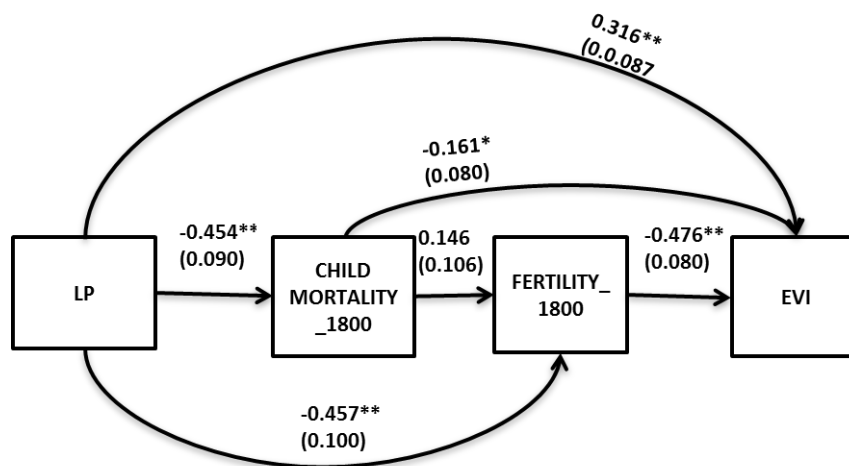 0.316**
(0.0.087
-0.161*
(0.080)
-0.454**
(0.090)
0.146
(0.106)
-0.476**
(0.080)
LP
CHILD
MORTALITY
_1800
FERTILITY_
1800
EVI
-0.457**
(0.100)